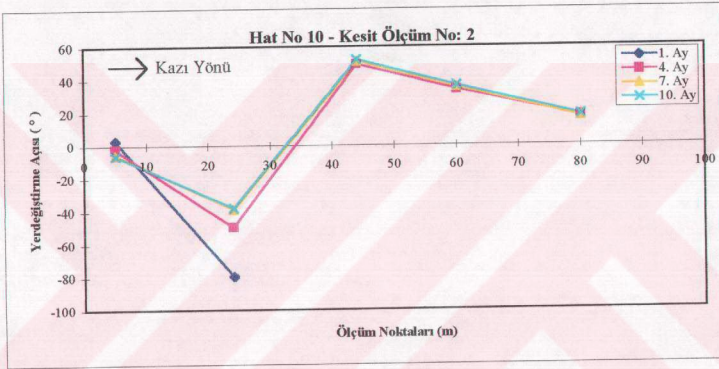 Hat No 10 - Kesit Ölçüm No: 2
60
40
20
0
-20
-40
-60
-80
-100
Yerdeğiştirme Açısı ( ° )
Kazı Yönü
1. Ay
4. Ay
7. Ay
10. Ay
0 10 20 30 40 50 60 70 80 90 100
Ölçüm Noktaları (m)